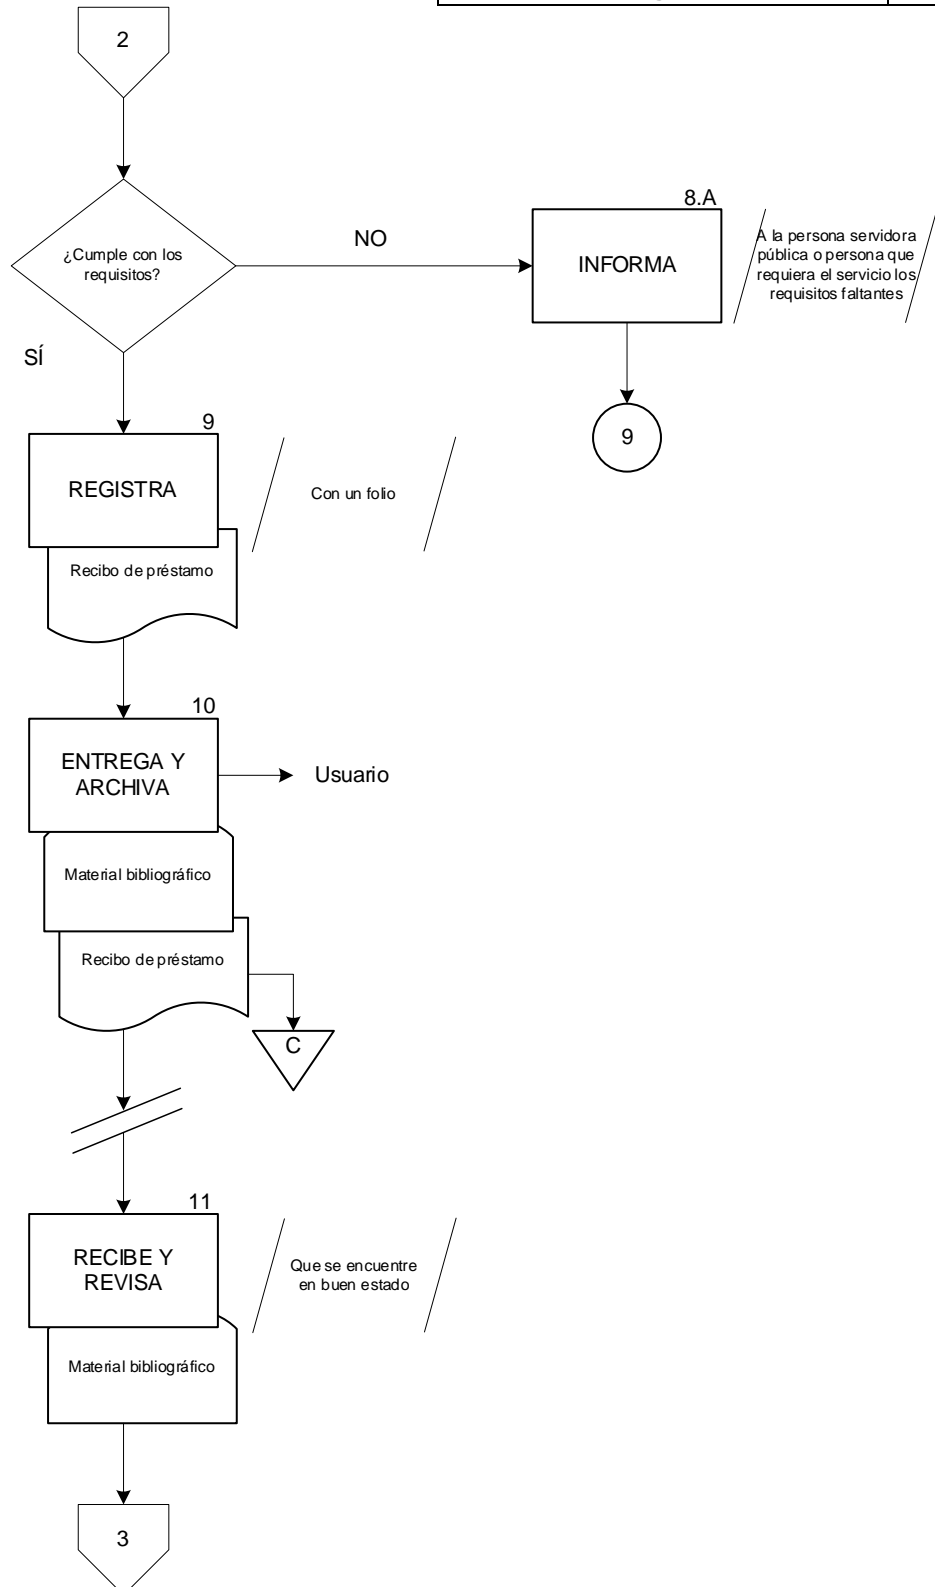 2
¿Cumple con los
requisitos?
NO
SÍ
8.A
INFORMA
A la persona servidora
pública o persona que
requiera el servicio los
requisitos faltantes
9
9
REGISTRA
Con un folio
Recibo de préstamo
10
ENTREGA Y
ARCHIVA
Usuario
Material bibliográfico
Recibo de préstamo
C
11
RECIBE Y
REVISA
Que se encuentre
en buen estado
Material bibliográfico
3